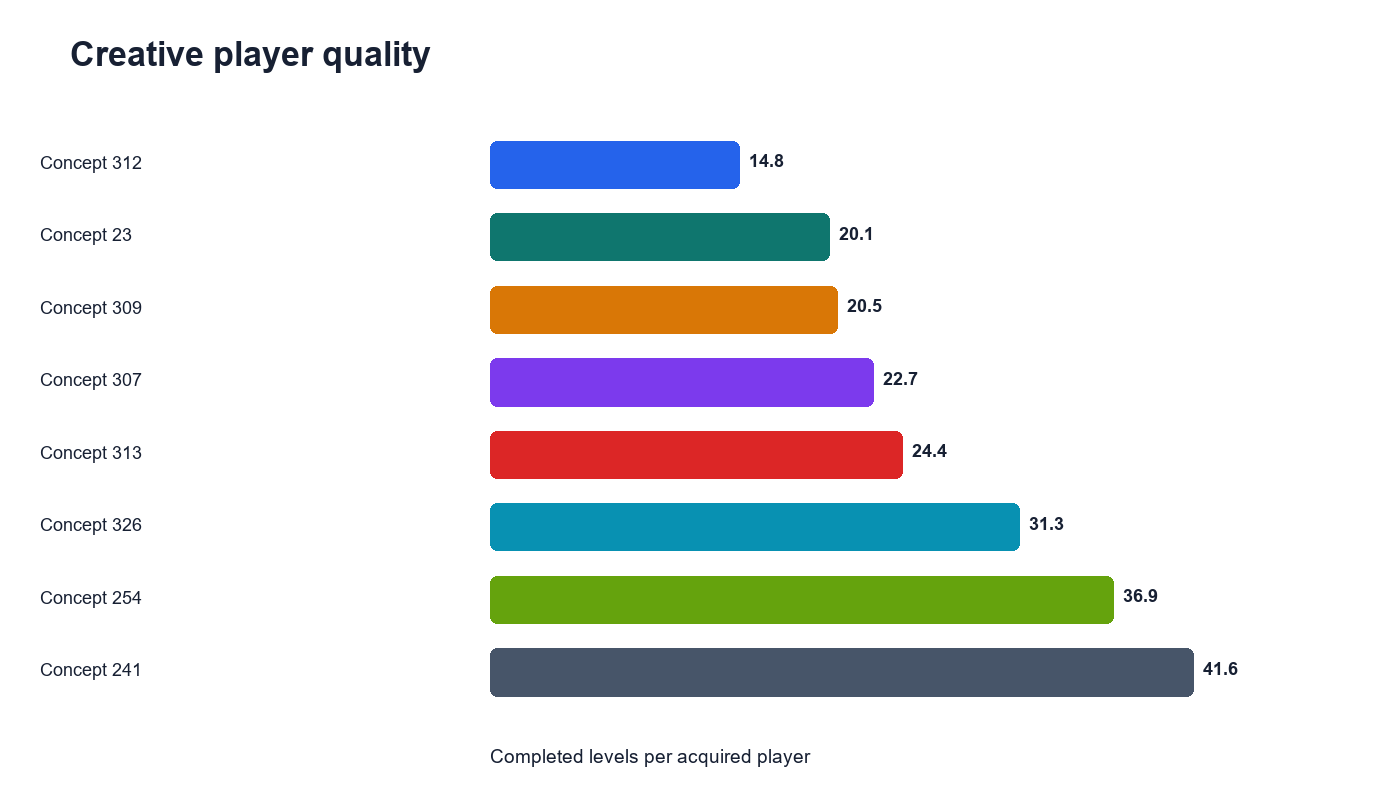 Creative player quality
Concept 312 14.8
Concept 23 20.1
Concept 309 20.5
Concept 307 22.7
Concept 313 24.4
Concept 326 31.3
Concept 254 36.9
Concept 241 41.6
Completed levels per acquired player